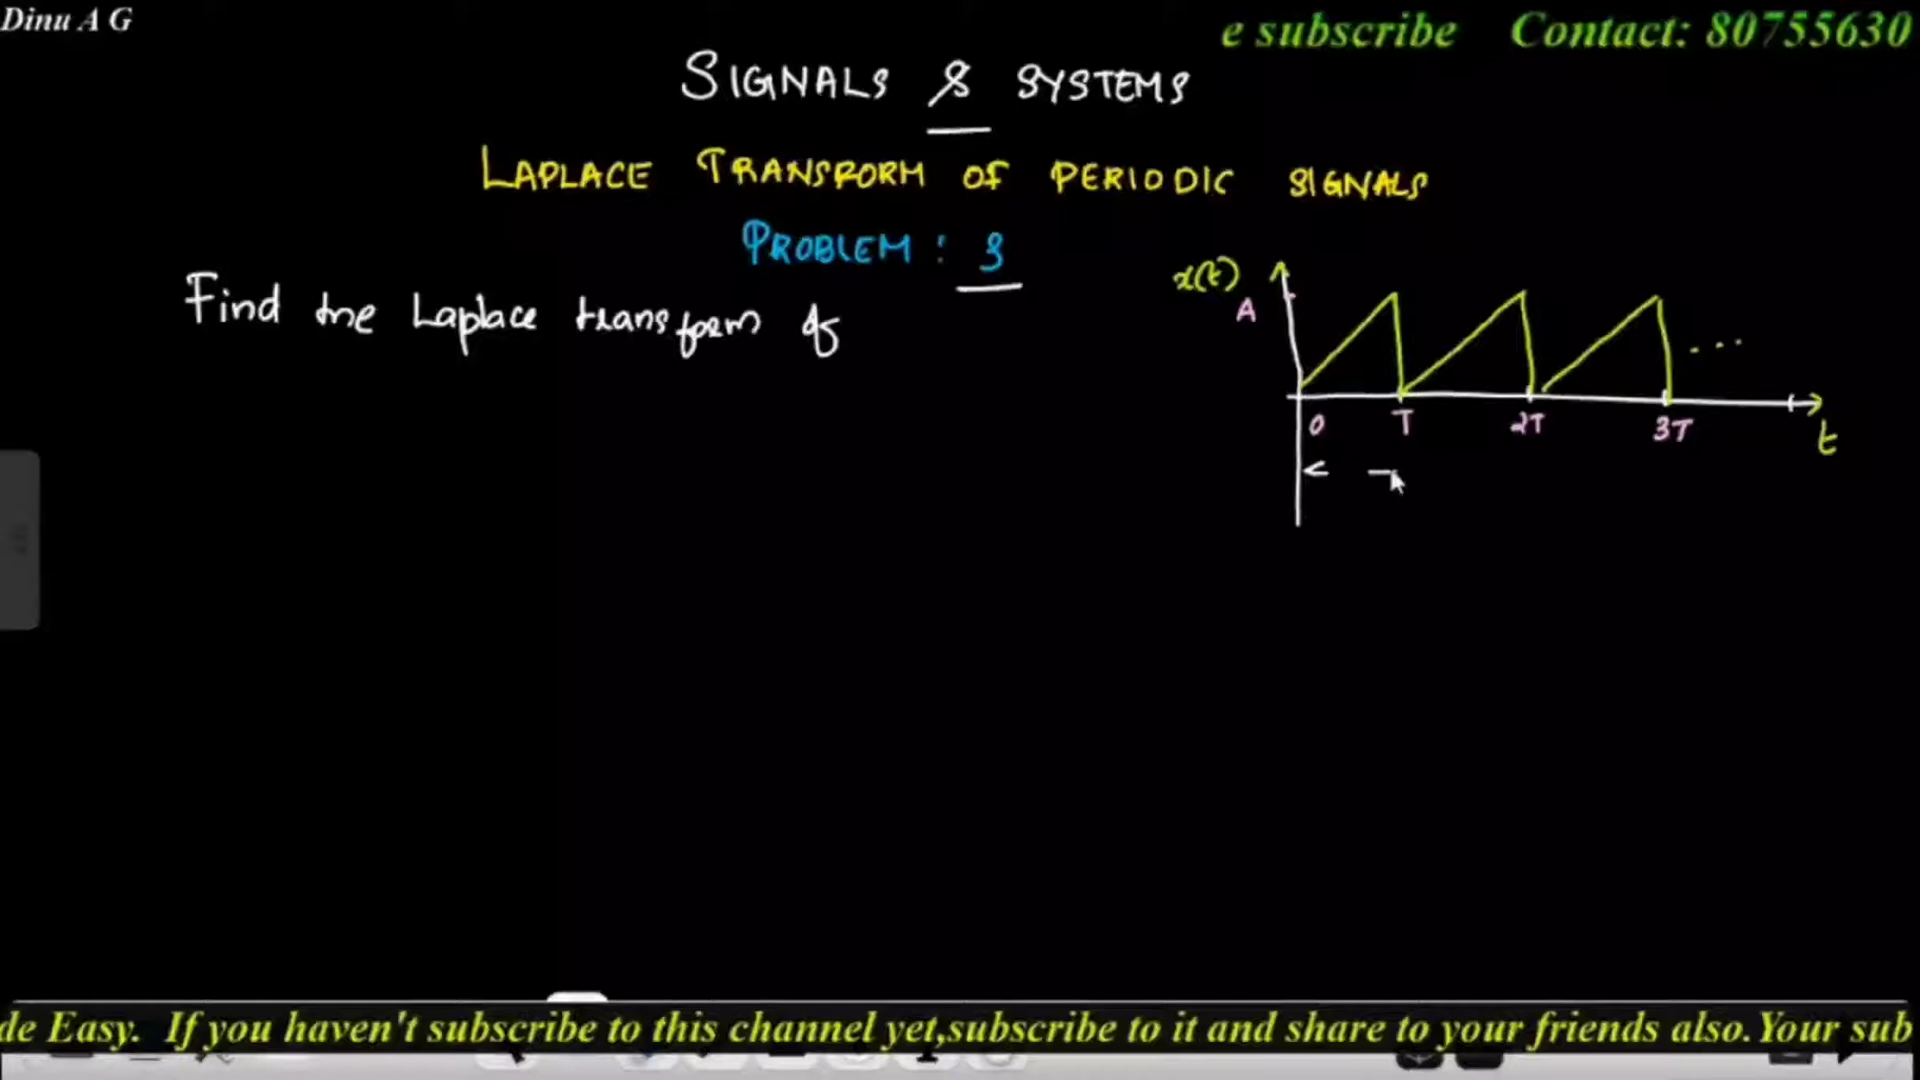 Dinu A G
e subscribe Contact: 80755630
SIGNALS & SYSTEMS
LAPLACE TRANSFORM OF PERIODIC SIGNALS
PROBLEM : 3
Find the Laplace transform of
x(t)
A
0 T 2T 3T
t
de Easy. If you haven't subscribe to this channel yet,subscribe to it and share to your friends also. Your sub